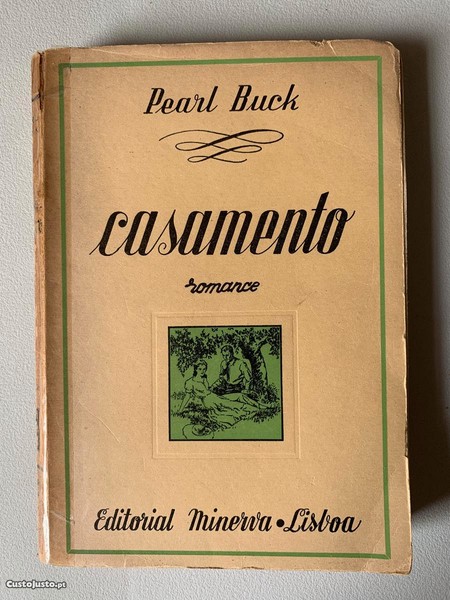 Pearl Buck
casamento
romance
Editorial Minerva • Lisboa
CustoJusto.pt